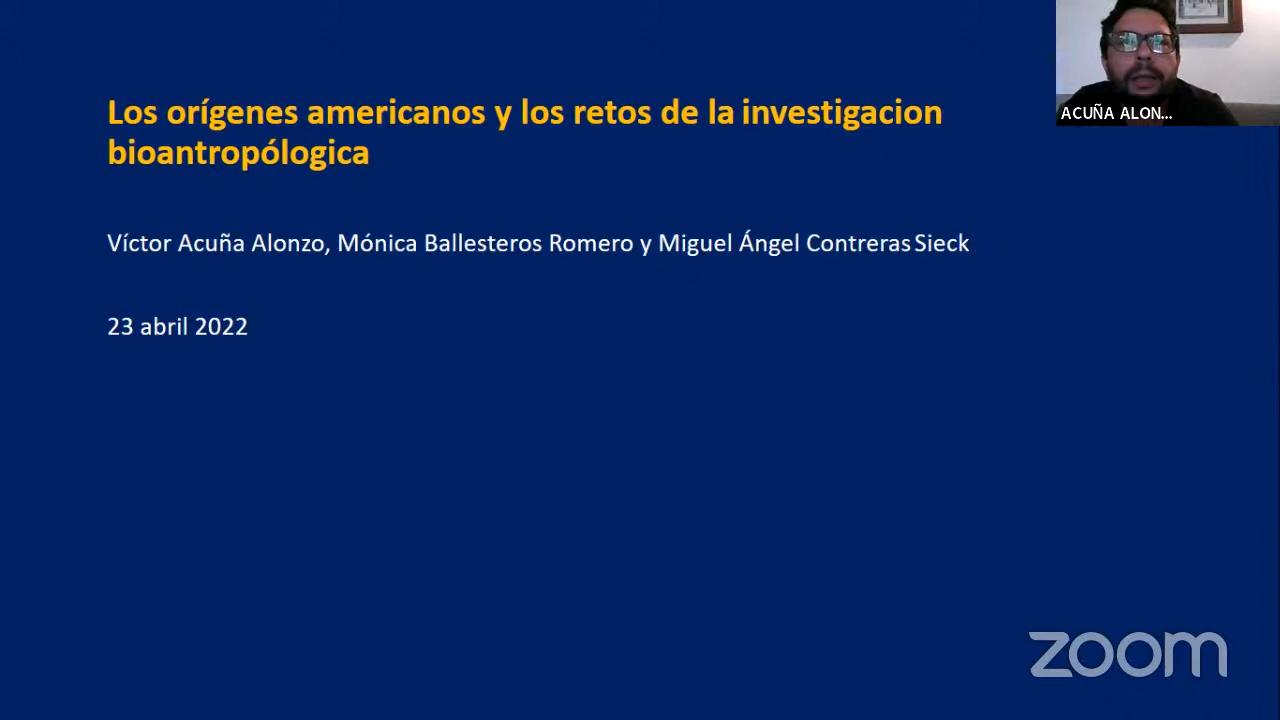 Los orígenes americanos y los retos de la investigacion
bioantropólogica
Víctor Acuña Alonzo, Mónica Ballesteros Romero y Miguel Ángel Contreras Sieck
23 abril 2022
ACUÑA ALON...
zoom